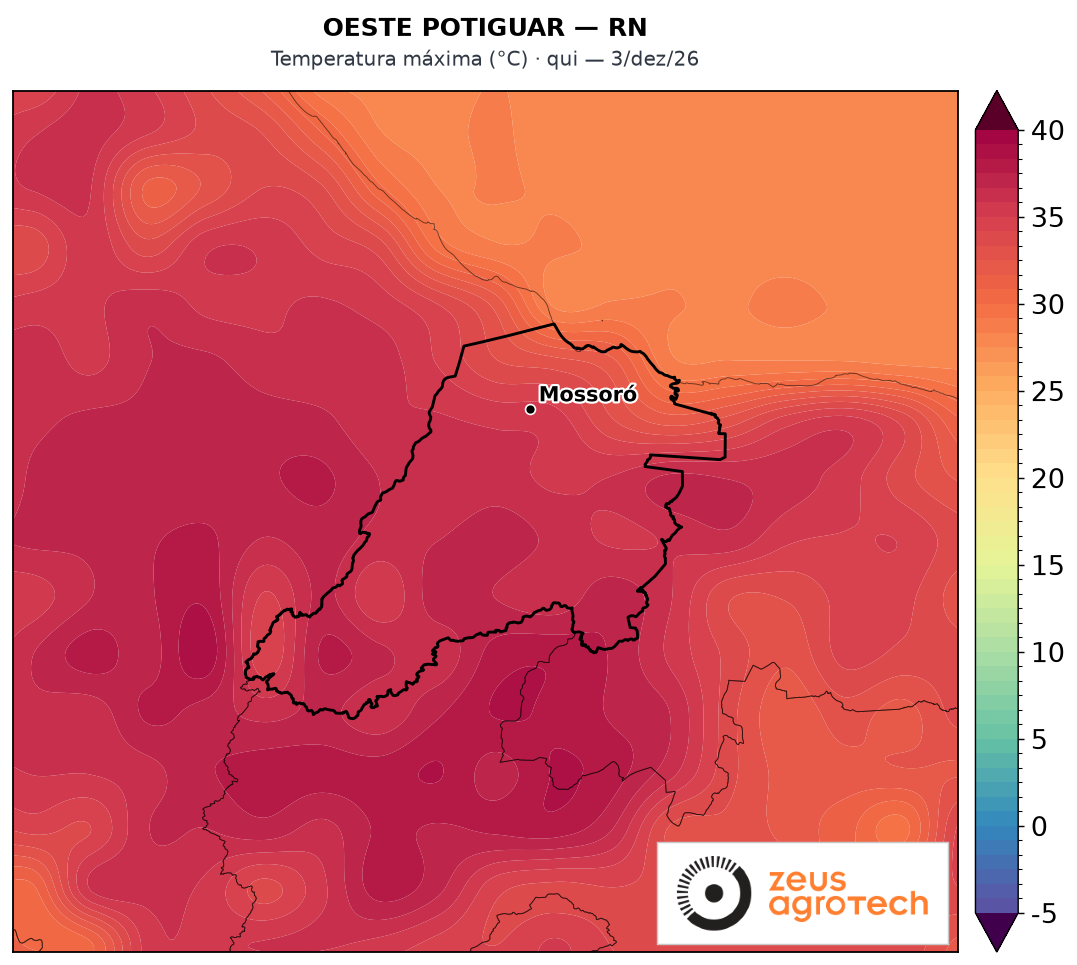 OESTE POTIGUAR — RN
Temperatura máxima (°C) · qui — 3/dez/26
Mossoró
40
35
30
25
20
15
10
5
0
-5
zeus
agrotech